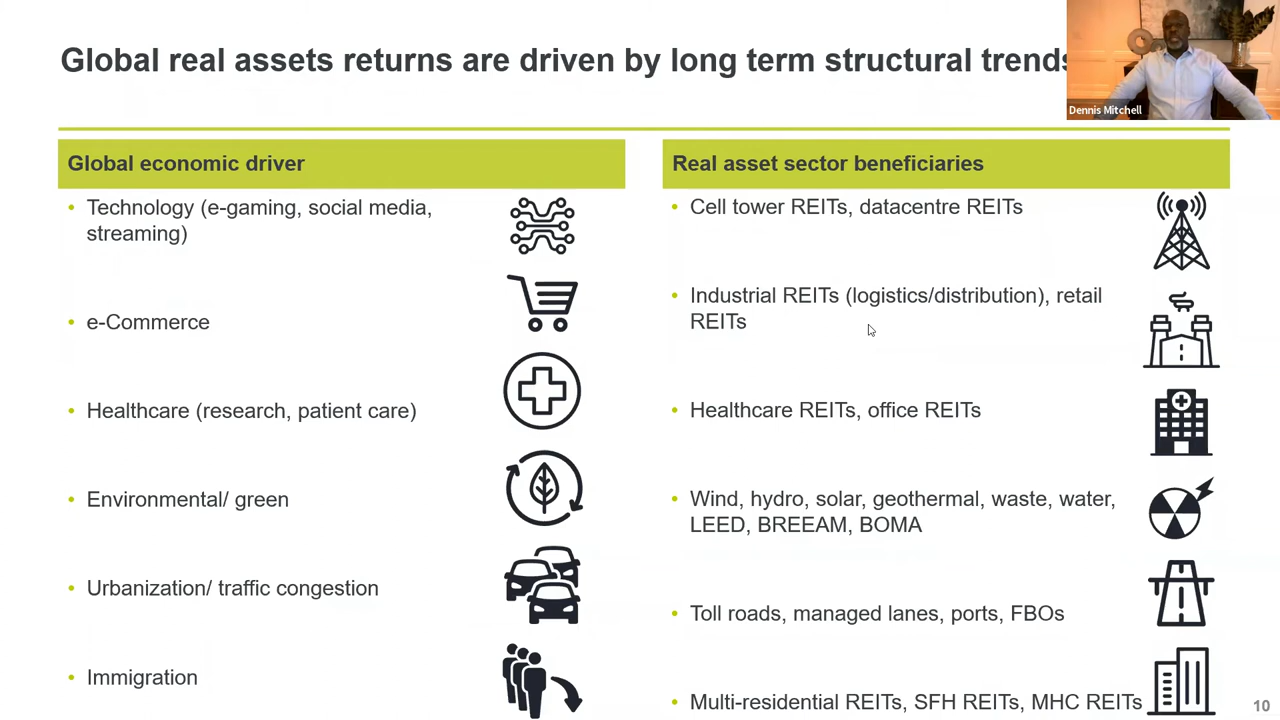 Global real assets returns are driven by long term structural trends
Dennis Mitchell
Global economic driver
• Technology (e-gaming, social media,
streaming)
• e-Commerce
• Healthcare (research, patient care)
• Environmental/ green
• Urbanization/ traffic congestion
• Immigration
Real asset sector beneficiaries
• Cell tower REITs, datacentre REITs
• Industrial REITs (logistics/distribution), retail
REITs
• Healthcare REITs, office REITs
• Wind, hydro, solar, geothermal, waste, water,
LEED, BREEAM, BOMA
• Toll roads, managed lanes, ports, FBOs
• Multi-residential REITs, SFH REITs, MHC REITs
10